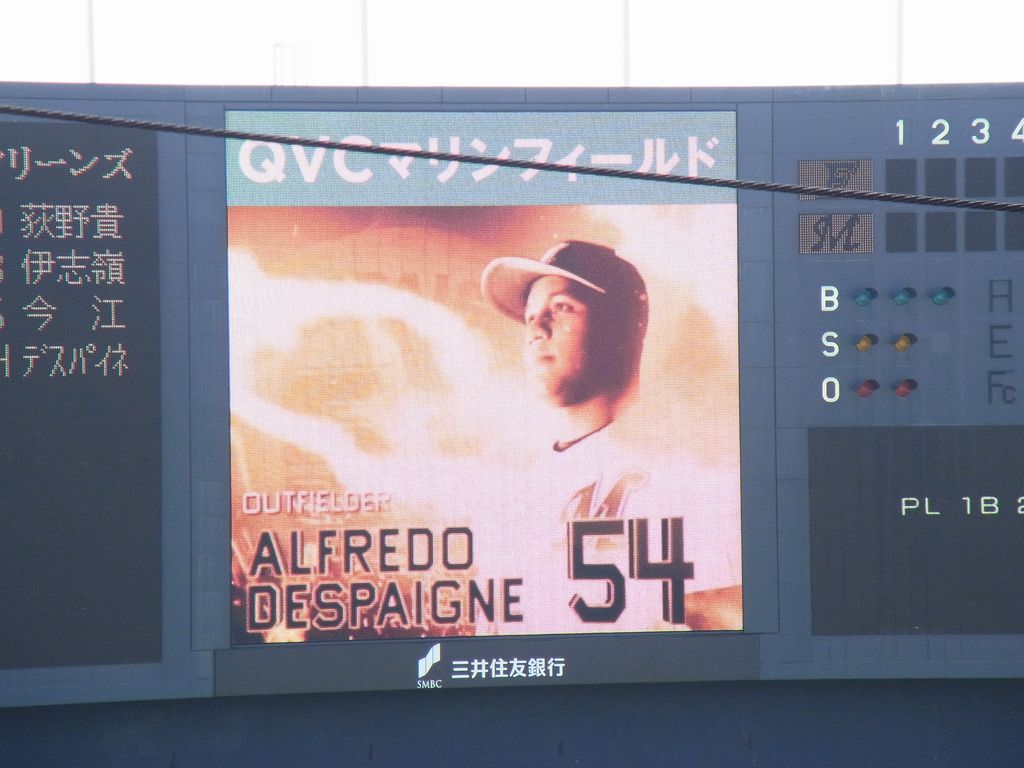 QVCマリンフィールド
リーンズ
荻野貴
伊志嶺
今 江
デスパイネ
OUTFIELDER
ALFREDO
DESPAIGNE
54
SMBC 三井住友銀行
1 2 3 4
F
M
B H
S E
O Fc
PL 1B 2